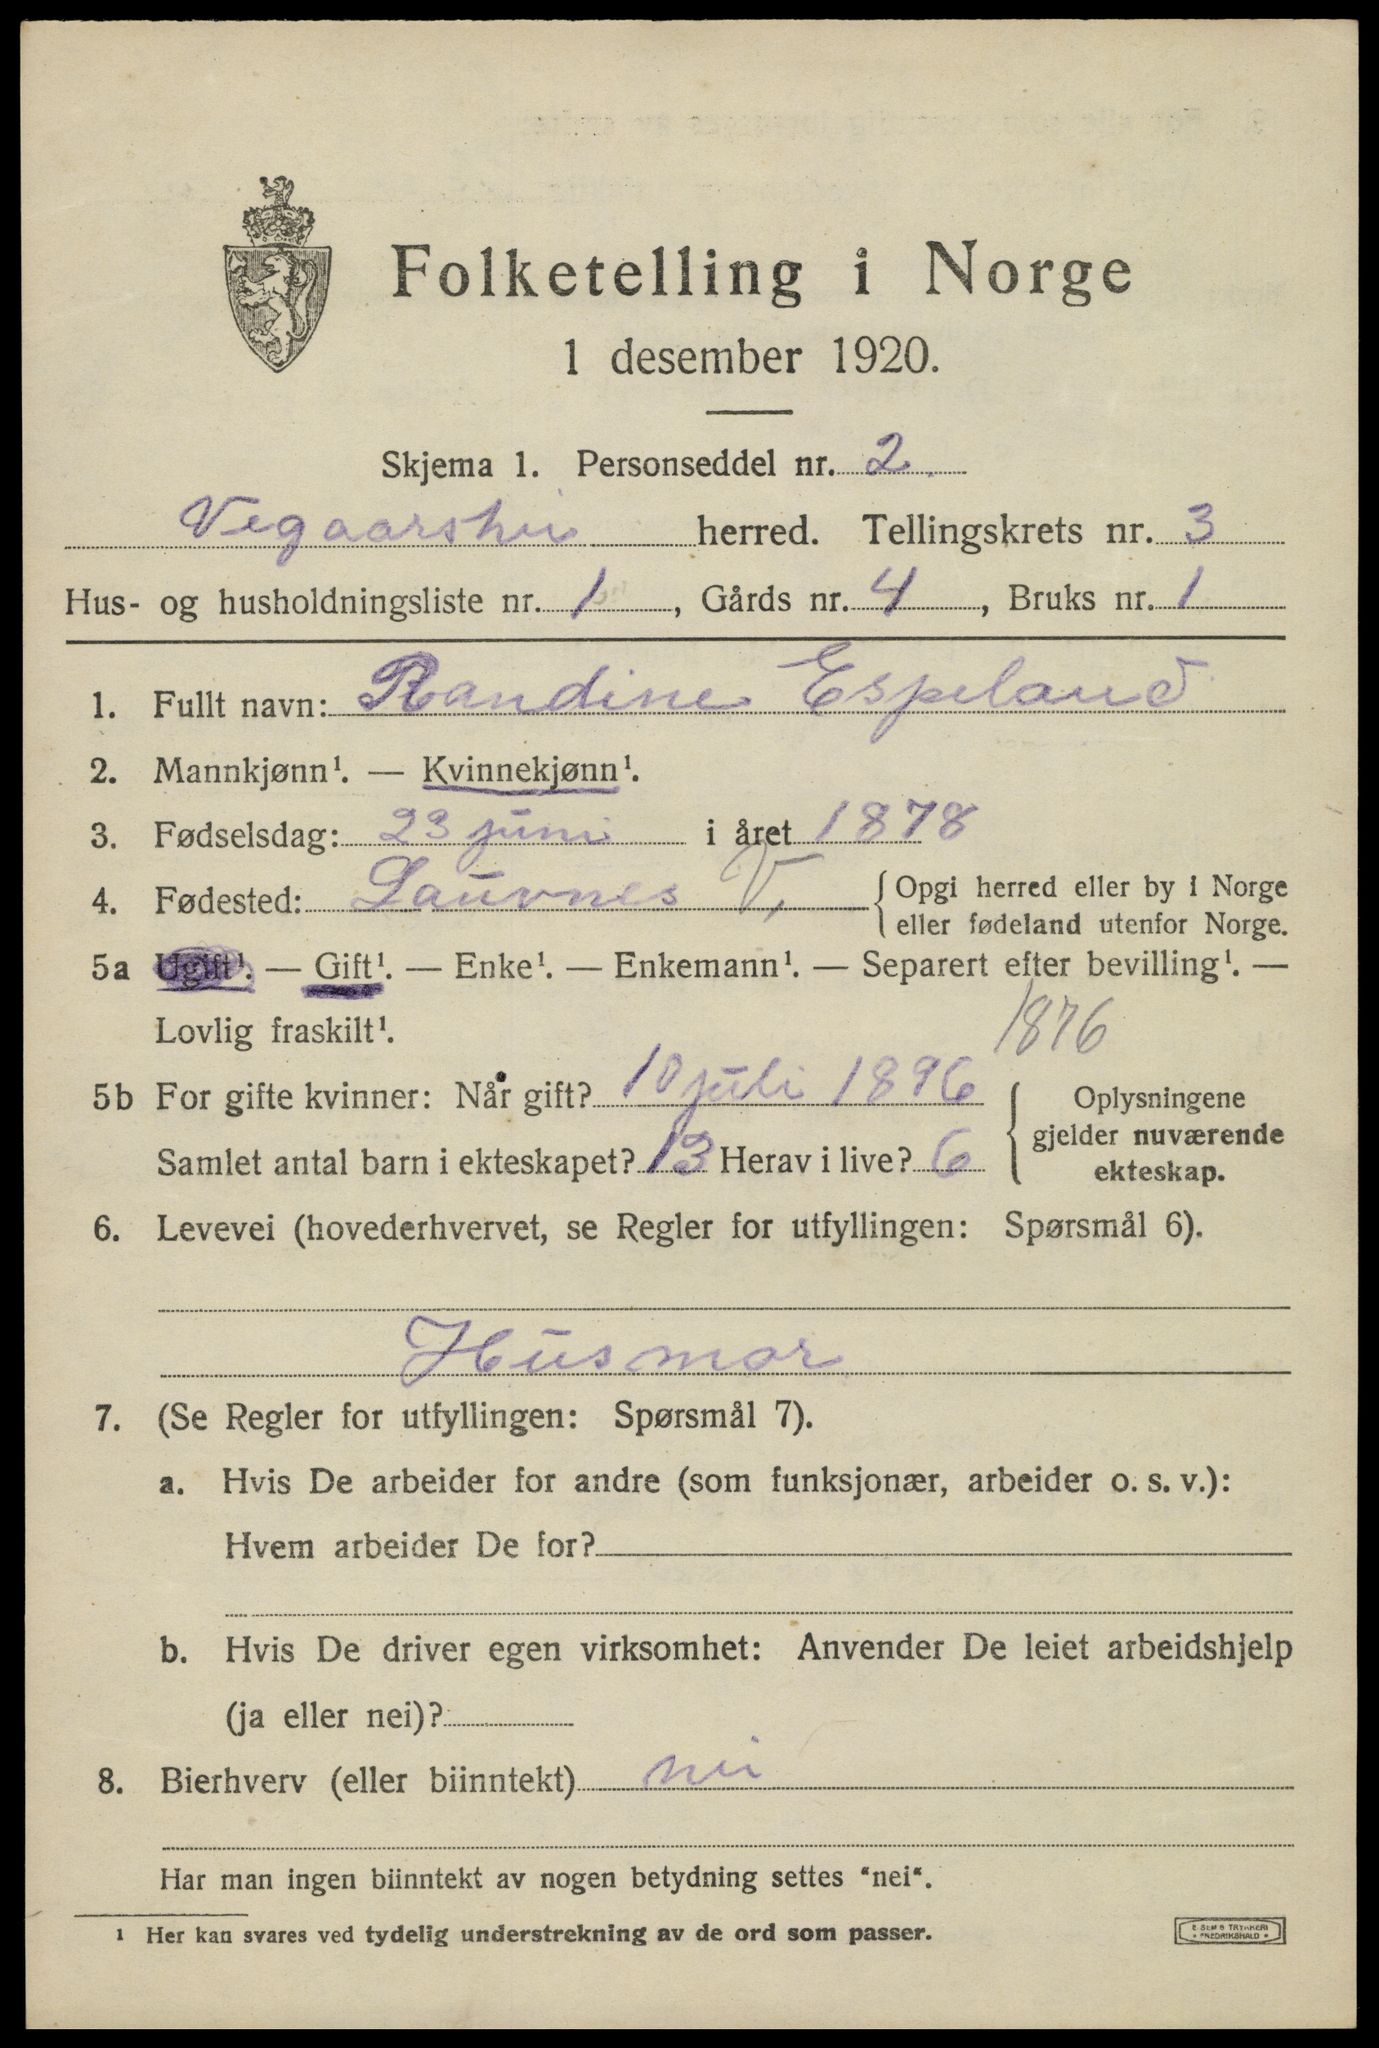 Folketelling i Norge
1 desember 1920.
Skjema 1. Personseddel nr. 2.
Vegaarshei herred. Tellingskrets nr. 3
Hus- og husholdningsliste nr. 1, Gårds nr. 4, Bruks nr. 1
1. Fullt navn: Randine Espeland
2. Mannkjønn¹. — Kvinnekjønn¹.
3. Fødselsdag: 23 juni i året 1878
4. Fødested: Lauvnes V, { Opgi herred eller by i Norge
eller fødeland utenfor Norge.
5a Ugift¹. — Gift¹. — Enke¹. — Enkemann¹. — Separert efter bevilling¹. —
Lovlig fraskilt¹.
1876
5b For gifte kvinner: Når gift? 10 juli 1896
Samlet antal barn i ekteskapet? 13 Herav i live? 6
Oplysningene
gjelder nuværende
ekteskap.
6. Levevei (hovederhvervet, se Regler for utfyllingen: Spørsmål 6).
Husmor
7. (Se Regler for utfyllingen: Spørsmål 7).
a. Hvis De arbeider for andre (som funksjonær, arbeider o. s. v.):
Hvem arbeider De for?
b. Hvis De driver egen virksomhet: Anvender De leiet arbeidshjelp
(ja eller nei)?
8. Bierhverv (eller biinntekt) nei
Har man ingen biinntekt av nogen betydning settes "nei".
¹ Her kan svares ved tydelig understrekning av de ord som passer.
E. SEM'S TRYKKERI
FREDRIKSHALD